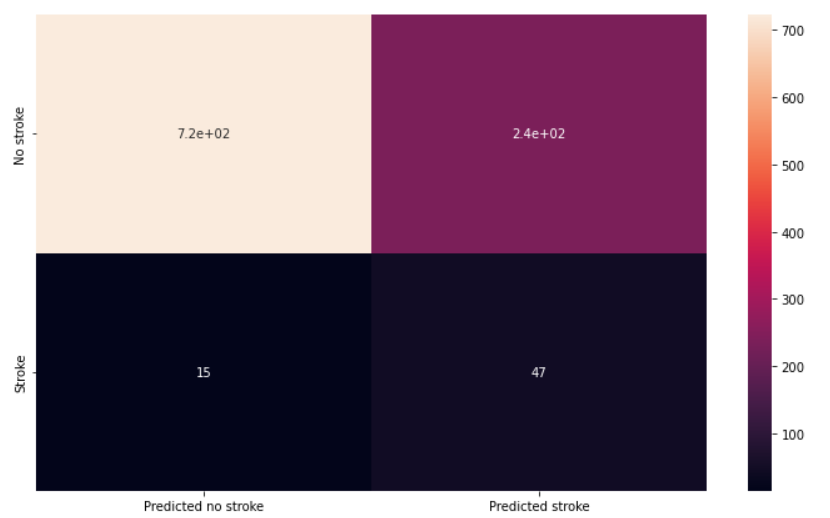 No stroke
7.2e+02
2.4e+02
Stroke
15
47
Predicted no stroke
Predicted stroke
700
600
500
400
300
200
100